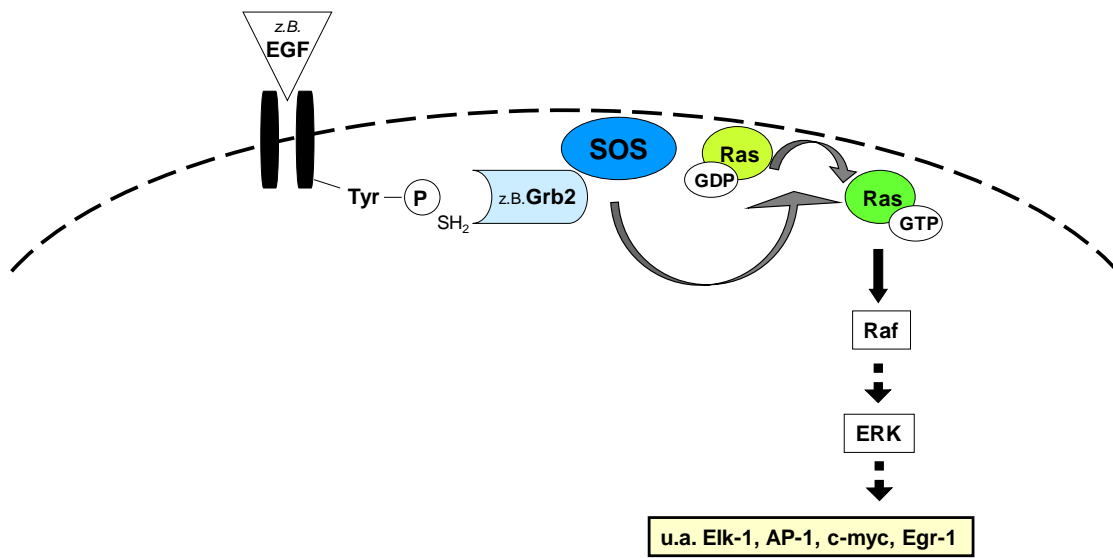 z.B.
EGF
SOS
Ras
GDP
Ras
GTP
Tyr
P
SH2
z.B.Grb2
Raf
ERK
u.a. Elk-1, AP-1, c-myc, Egr-1